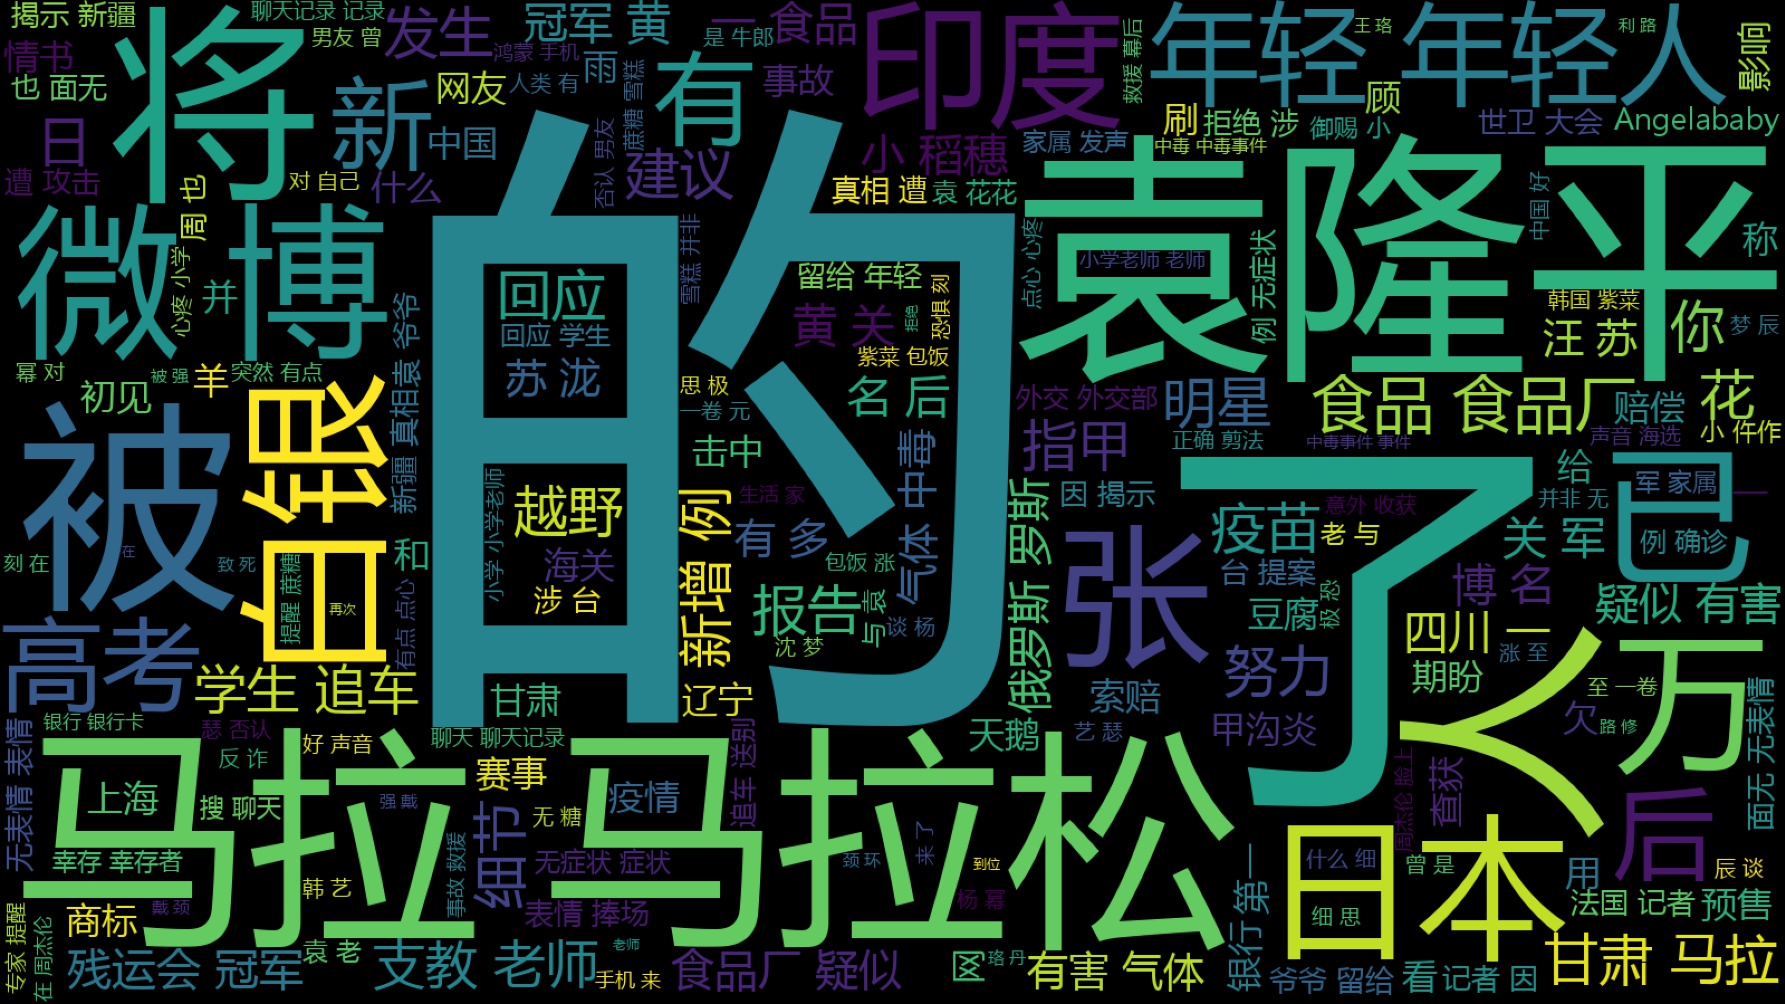 揭示 新疆
聊天记录 记录
男友 曾
发生
冠军 黄
一 食品
是 牛郎
印度
年轻 年轻人
王 珞
利 路
影响
情书
也 面无
将
鸿蒙 手机
人类 有
网友
雨
蔗糖 雪糕
有
事故
救援 幕后
顾
刷
拒绝 涉
御赐 小
世卫 大会
Angelababy
日
新
中国
否认 男友
建议
小 稻穗
家属 发声
中毒 中毒事件
遭 攻击
周 也
对 自己
什么
真相 遭
袁 花花
袁隆平
中国 好
称
微博
心疼 小学
并
的
雪糕 并非
回应
回应 学生
苏 泷
留给 年轻
黄 关
拒绝
恐惧 刻
紫菜 包饭
点心 心疼
小学老师 老师
例 无症状
韩国 紫菜
汪 苏
你
梦 辰
幂 对
初见
被 强
羊
突然 有点
真相 袁 爷爷
思 极
一卷 元
名 后
外交 外交部
明星
食品 食品厂
赔偿
花
声音 海选
小 仵作
被
白银
新疆
小学 小学老师
越野
海关
涉 台
击中
指甲
正确 剪法
中毒事件 事件
了
给
已
军 家属
一
并非 无
刻 在
在
致 死
提醒 蔗糖
再次
和
有点 点心
新增 例
生活 家
有 多
气体 中毒
包饭 涨
因 揭示
俄罗斯 罗斯
张
疫苗
意外 收获
老 与
关 军
例 确诊
台 提案
博 名
疑似 有害
高考
报告
与 袁
谈 杨
沈 梦
豆腐
极 恐
四川 一
涨 至
人
万
学生 追车
甘肃
辽宁
索赔
努力
期盼
至 一卷
欠
路 修
面无 无表情
银行 银行卡
瑟 否认
反 诈
好 声音
聊天 聊天记录
追车 送别
天鹅
艺 瑟
甲沟炎
无表情 表情
马拉 马拉松
上海
搜 聊天
强 戴
赛事
疫情
细节
无 糖
周杰伦 脸上
查获
后
幸存 幸存者
韩 艺
事故 救援
无症状 症状
颈 环
来 了
到位
日本
什么 细
细 思
曾 是
用
辰 谈
商标
戴 颈
表情 捧场
杨 幂
银行 第一
法国 记者
预售
专家 提醒
在 周杰伦
残运会 冠军
袁 老
支教 老师
老师
手机 来
食品厂 疑似
网
珞 丹
有害 气体
爷爷 留给
看
记者 因
甘肃 马拉